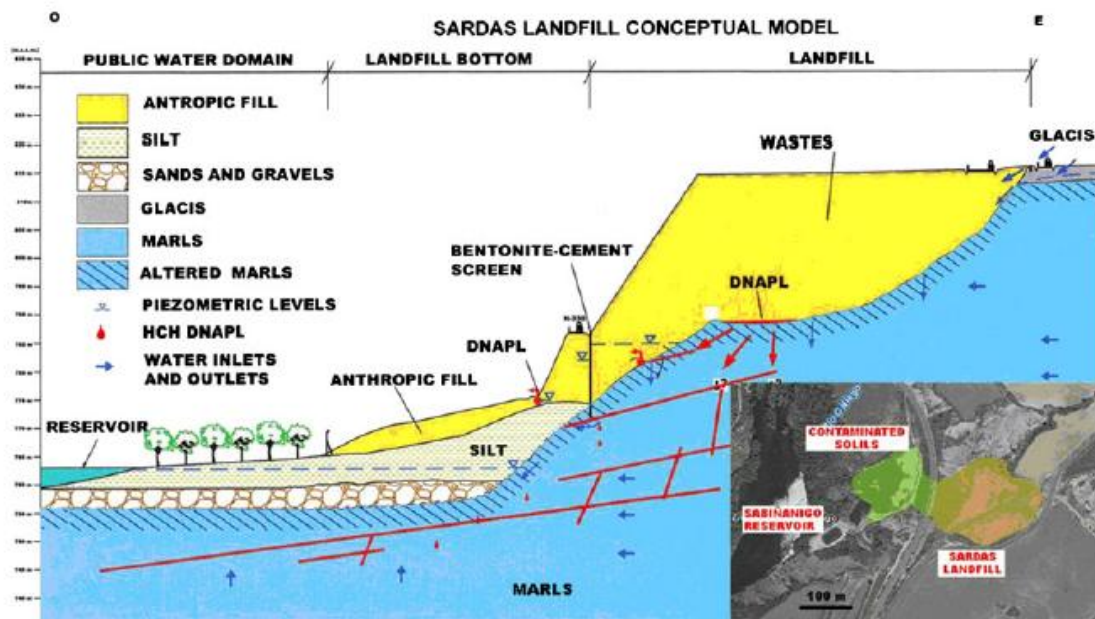 O
E
SARDAS LANDFILL CONCEPTUAL MODEL
PUBLIC WATER DOMAIN
LANDFILL BOTTOM
LANDFILL
ANTROPIC FILL
SILT
SANDS AND GRAVELS
GLACIS
MARLS
ALTERED MARLS
PIEZOMETRIC LEVELS
HCH DNAPL
WATER INLETS
AND OUTLETS
WASTES
GLACIS
BENTONITE-CEMENT
SCREEN
DNAPL
DNAPL
ANTHROPIC FILL
RESERVOIR
SILT
MARLS
CONTAMINATED
SOLILS
SABIÑANIGO
RESERVOIR
SARDAS
LANDFILL
100 m